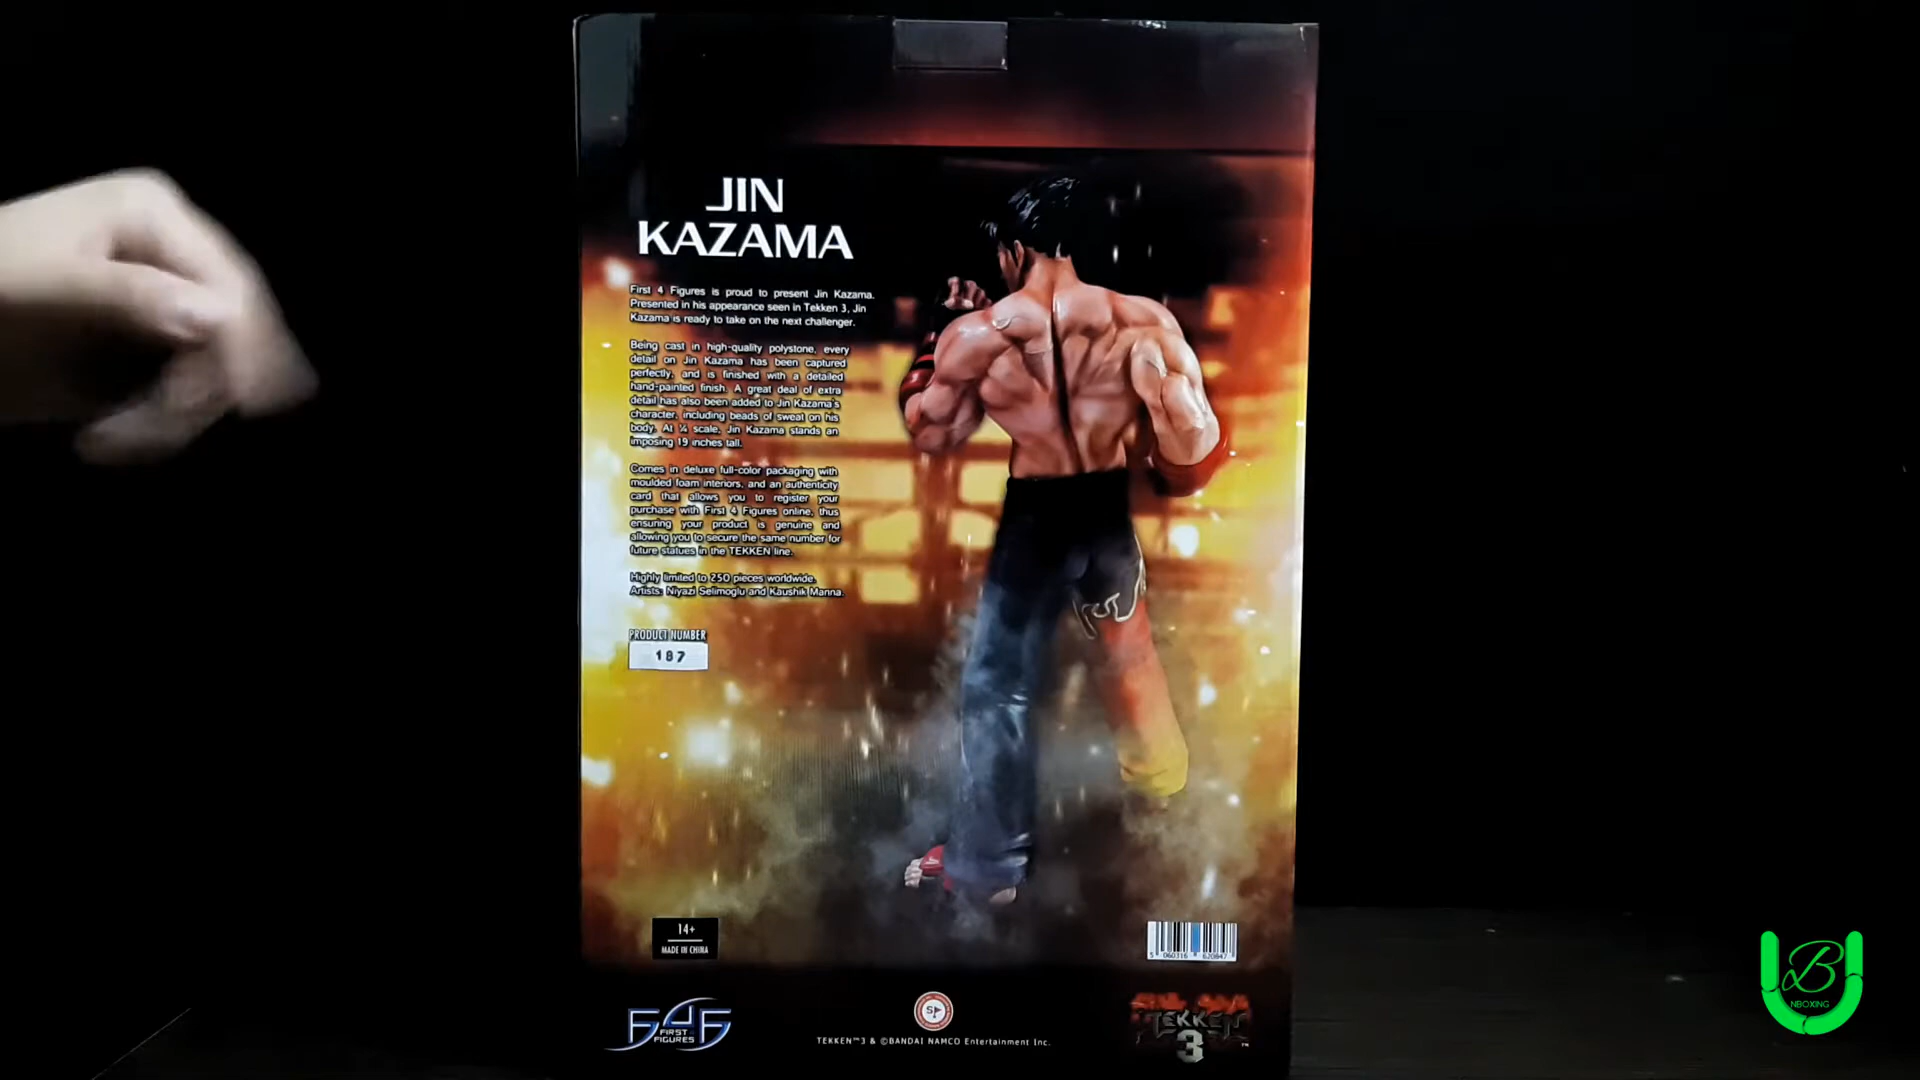 JIN
KAZAMA
First 4 Figures is proud to present Jin Kazama.
Presented in his appearance seen in Tekken 3, Jin
Kazama is ready to take on the next challenger.
Being cast in high-quality polystone, every
detail on Jin Kazama has been captured
perfectly, and is finished with a detailed
hand-painted finish. A great deal of extra
detail has also been added to Jin Kazama's
character, including beads of sweat on his
body. At ¼ scale, Jin Kazama stands an
imposing 19 inches tall.
Comes in deluxe full-color packaging with
moulded foam interiors, and an authenticity
card that allows you to register your
purchase with First 4 Figures online, thus
ensuring your product is genuine and
allowing you to secure the same number for
future statues in the TEKKEN line.
Highly limited to 250 pieces worldwide.
Artists: Niyazi Selimoglu and Kaushik Manna.
PRODUCT NUMBER
187
14+
MADE IN CHINA
5 060316 620847
F4F
FIRST 4
FIGURES
TEKKEN™3 & ©BANDAI NAMCO Entertainment Inc.
TEKKEN
3
™
UB
NBOXING